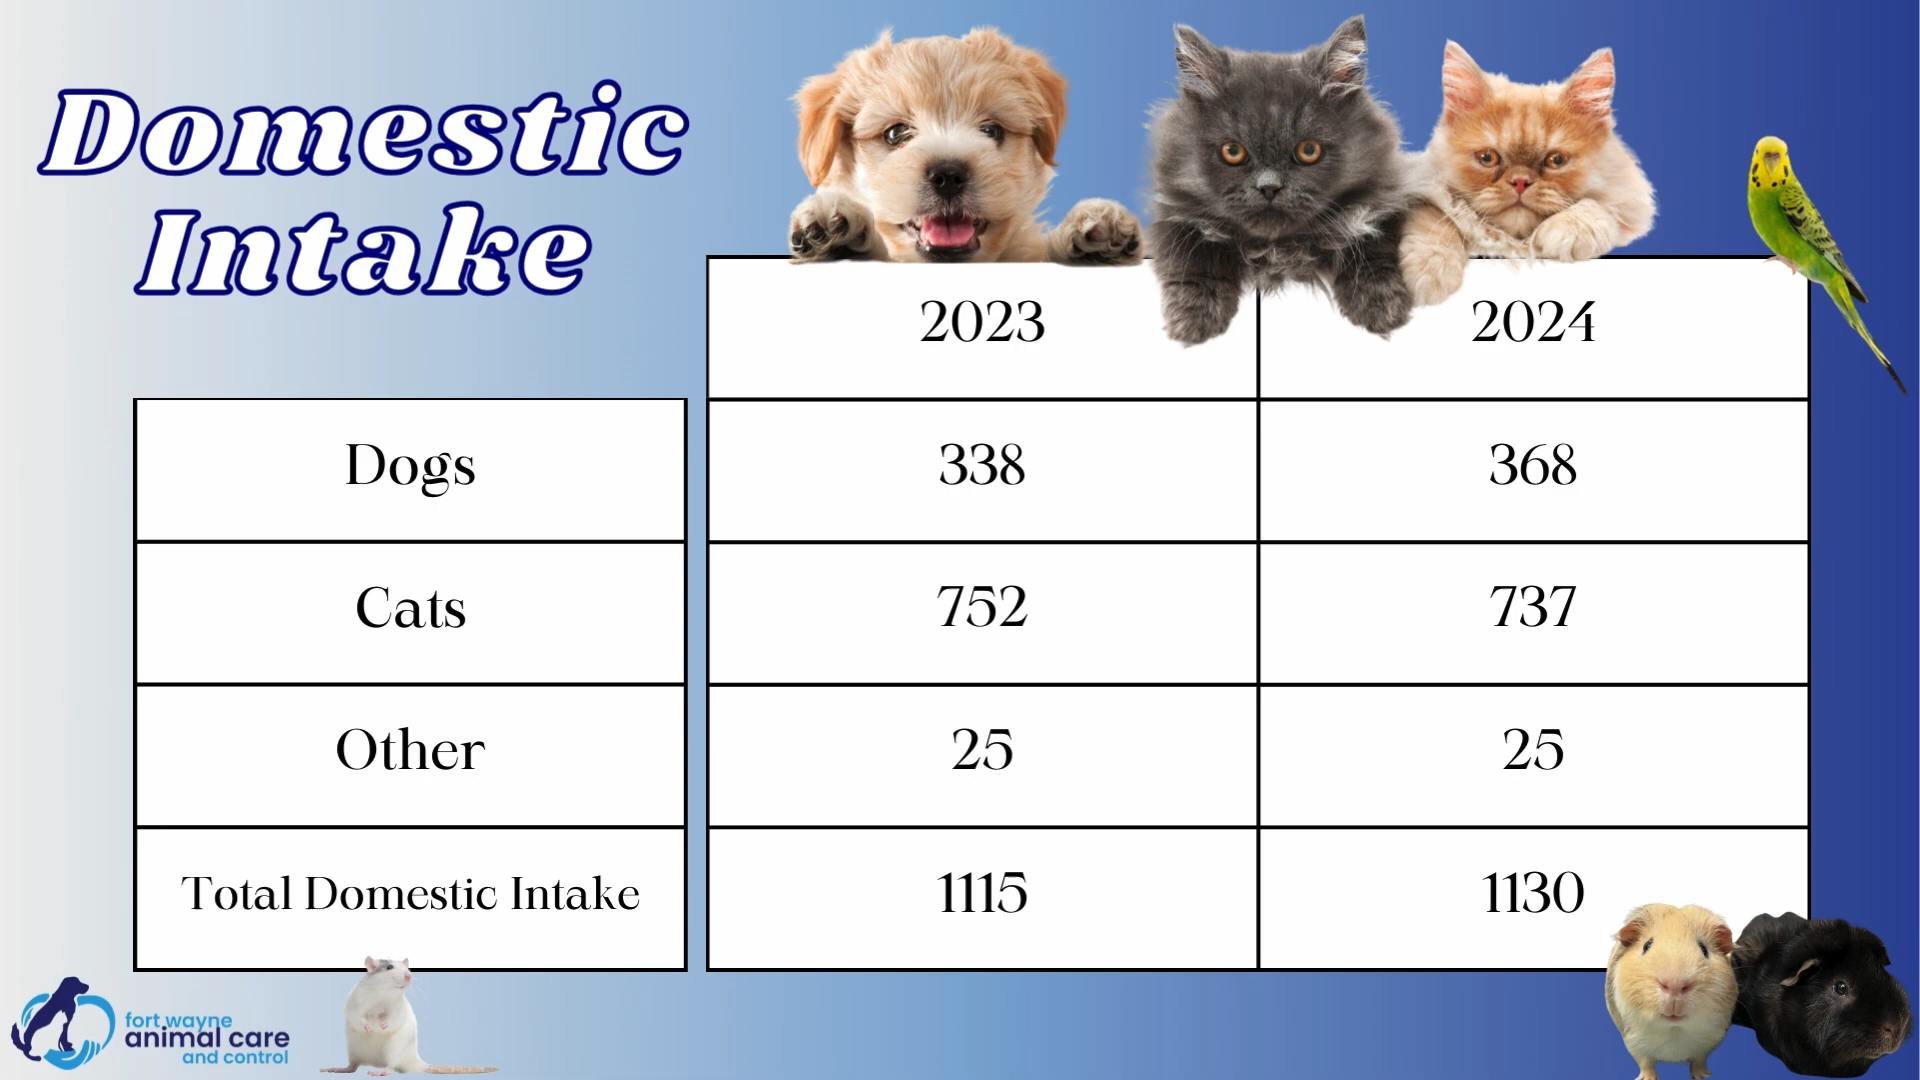 Domestic
Intake
2023 2024
Dogs 338 368
Cats 752 737
Other 25 25
Total Domestic Intake 1115 1130
fort wayne
animal care
and control